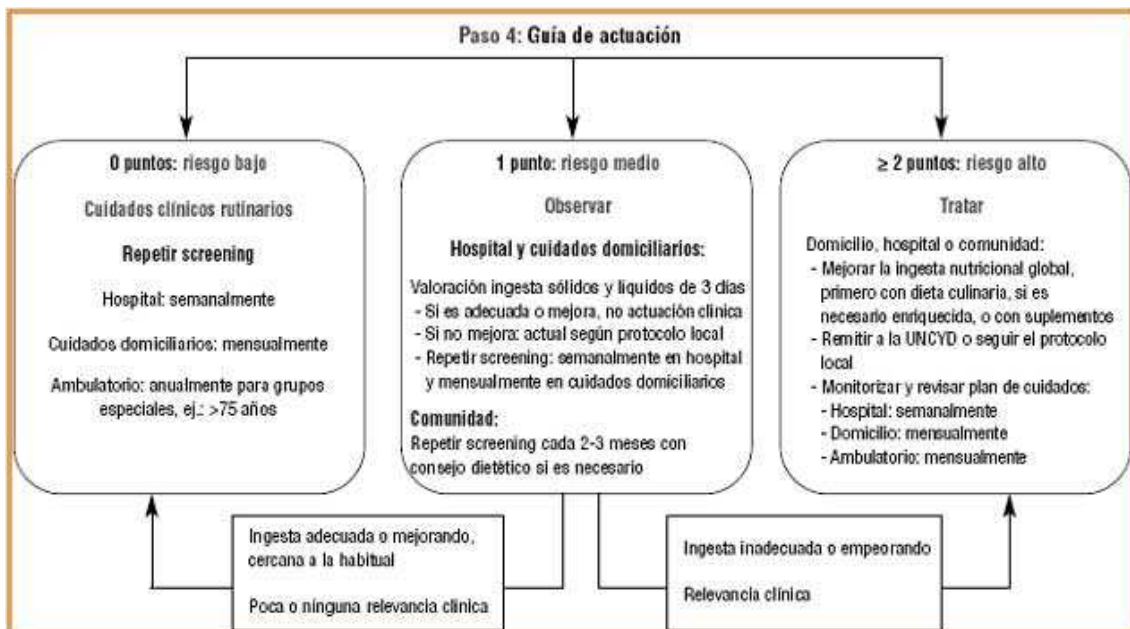 Paso 4: Guía de actuación
0 puntos: riesgo bajo
Cuidados clínicos rutinarios
Repetir screening
Hospital: semanalmente
Cuidados domiciliarios: mensualmente
Ambulatorio: anualmente para grupos
especiales, ej.: >75 años
1 punto: riesgo medio
Observar
Hospital y cuidados domiciliarios:
Valoración ingesta sólidos y líquidos de 3 días
- Si es adecuada o mejora, no actuación clínica
- Si no mejora: actual según protocolo local
- Repetir screening: semanalmente en hospital
y mensualmente en cuidados domiciliarios
Comunidad:
Repetir screening cada 2-3 meses con
consejo dietético si es necesario
≥ 2 puntos: riesgo alto
Tratar
Domicilio, hospital o comunidad:
- Mejorar la ingesta nutricional global,
primero con dieta culinaria, si es
necesario enriquecida, o con suplementos
- Remitir a la UNCYD o seguir el protocolo
local
- Monitorizar y revisar plan de cuidados:
- Hospital: semanalmente
- Domicilio: mensualmente
- Ambulatorio: mensualmente
Ingesta adecuada o mejorando,
cercana a la habitual
Poca o ninguna relevancia clínica
Ingesta inadecuada o empeorando
Relevancia clínica